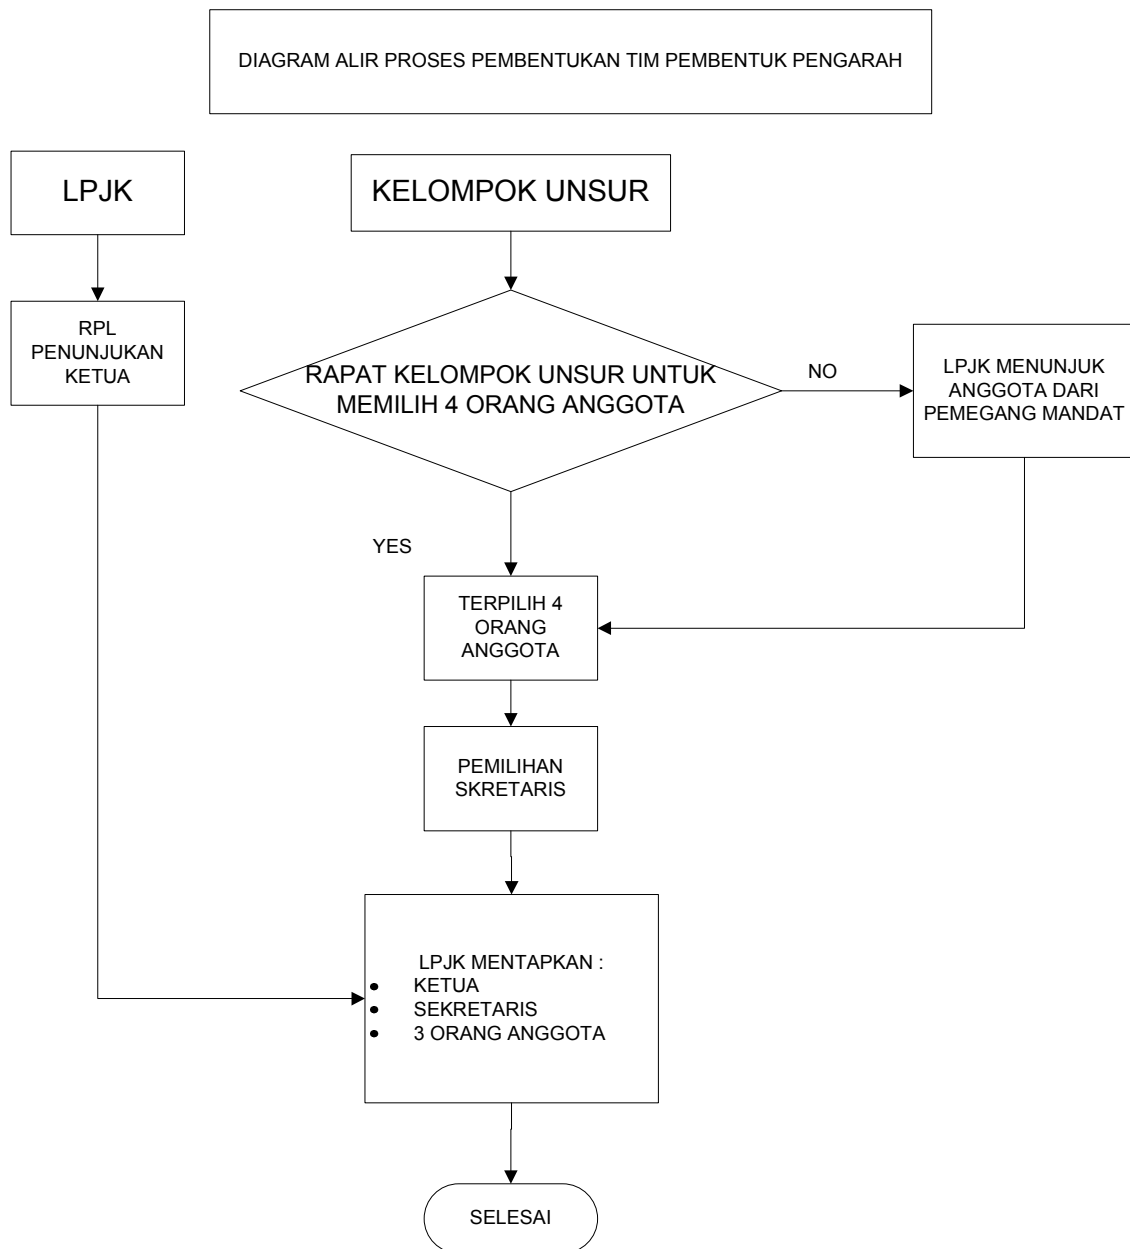 DIAGRAM ALIR PROSES PEMBENTUKAN TIM PEMBENTUK PENGARAH
LPJK
KELOMPOK UNSUR
RPL
PENUNJUKAN
KETUA
RAPAT KELOMPOK UNSUR UNTUK
MEMILIH 4 ORANG ANGGOTA
NO
LPJK MENUNJUK
ANGGOTA DARI
PEMEGANG MANDAT
YES
TERPILIH 4
ORANG
ANGGOTA
PEMILIHAN
SKRETARIS
LPJK MENTAPKAN :
• KETUA
• SEKRETARIS
• 3 ORANG ANGGOTA
SELESAI